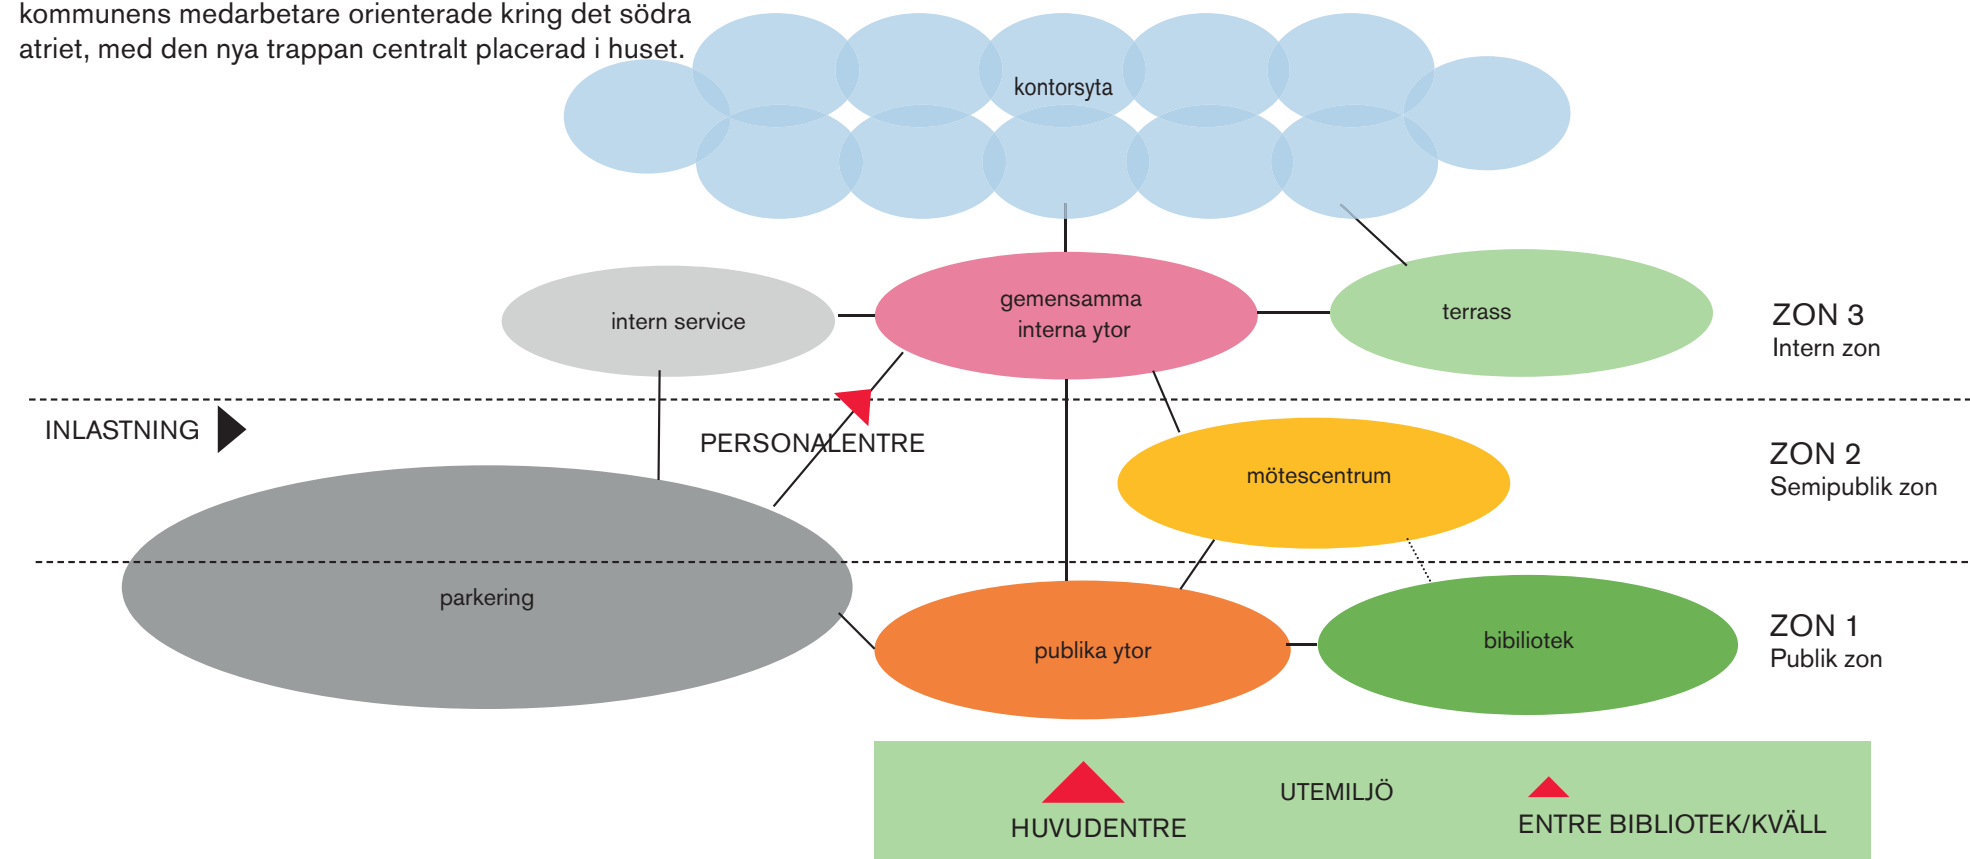 kommunens medarbetare orienterade kring det södra
atriet, med den nya trappan centralt placerad i huset.
kontorsyta
gemensamma
interna ytor
intern service
terrass
ZON 3
Intern zon
INLASTNING
PERSONALENTRE
mötescentrum
ZON 2
Semipublik zon
parkering
publika ytor
bibiliotek
ZON 1
Publik zon
UTEMILJÖ
HUVUDENTRE
ENTRE BIBLIOTEK/KVÄLL